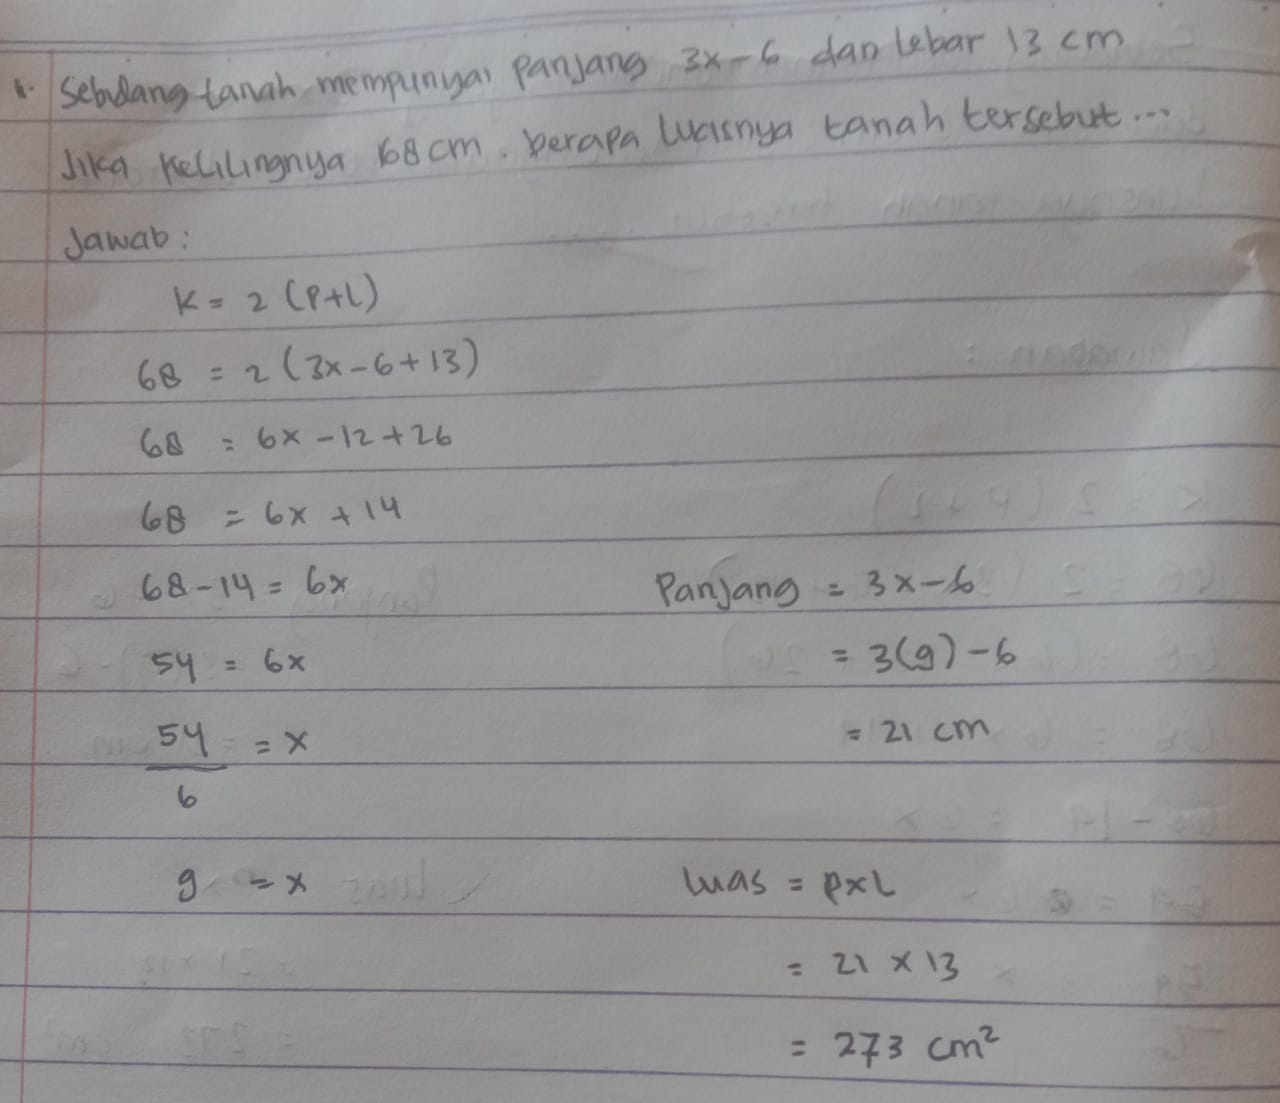 1. Sebidang tanah mempunyai panjang 3x-6 dan lebar 13 cm
Jika kelilingnya 68 cm. berapa luasnya tanah tersebut...
Jawab:
K = 2 (P+L)
68 = 2 (3x-6+13)
68 = 6x-12+26
68 = 6x + 14
68-14 = 6x
54 = 6x
54/6 = x
9 = x
Panjang = 3x-6
= 3(9)-6
= 21 cm
luas = PxL
= 21 x 13
= 273 cm²